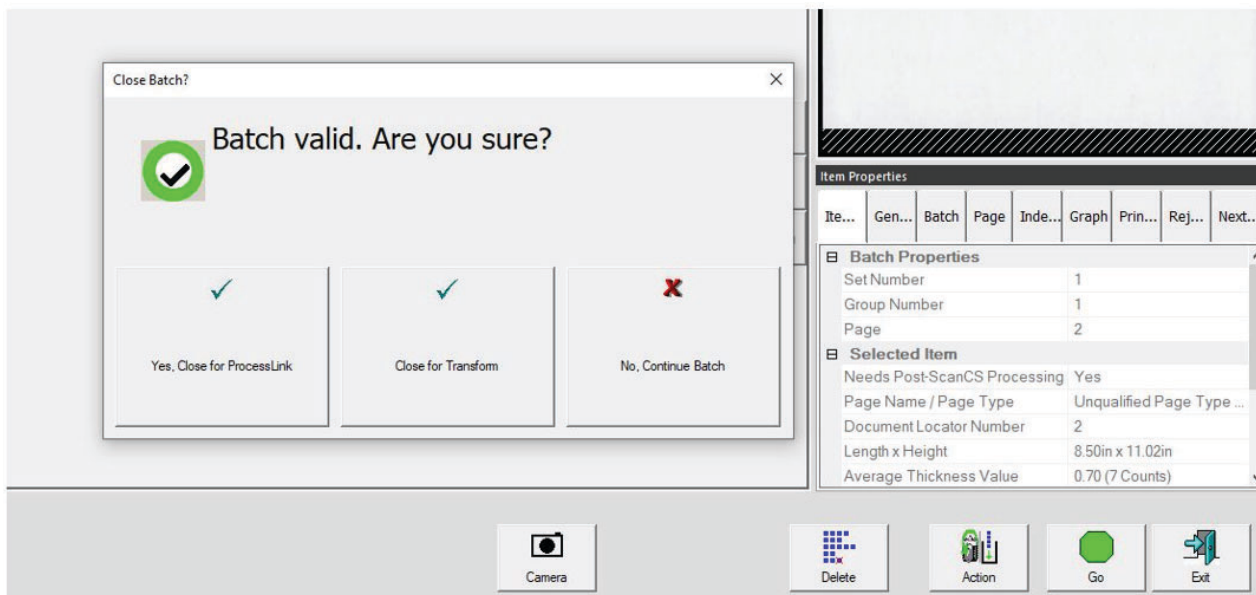 Close Batch?
Batch valid. Are you sure?
Yes, Close for ProcessLink
Close for Transform
No, Continue Batch
Item Properties
Ite... Gen... Batch Page Inde... Graph Prin... Rej... Next...
Batch Properties
Set Number 1
Group Number 1
Page 2
Selected Item
Needs Post-ScanCS Processing Yes
Page Name / Page Type Unqualified Page Type ...
Document Locator Number 2
Length x Height 8.50in x 11.02in
Average Thickness Value 0.70 (7 Counts)
Camera
Delete
Action
Go
Exit